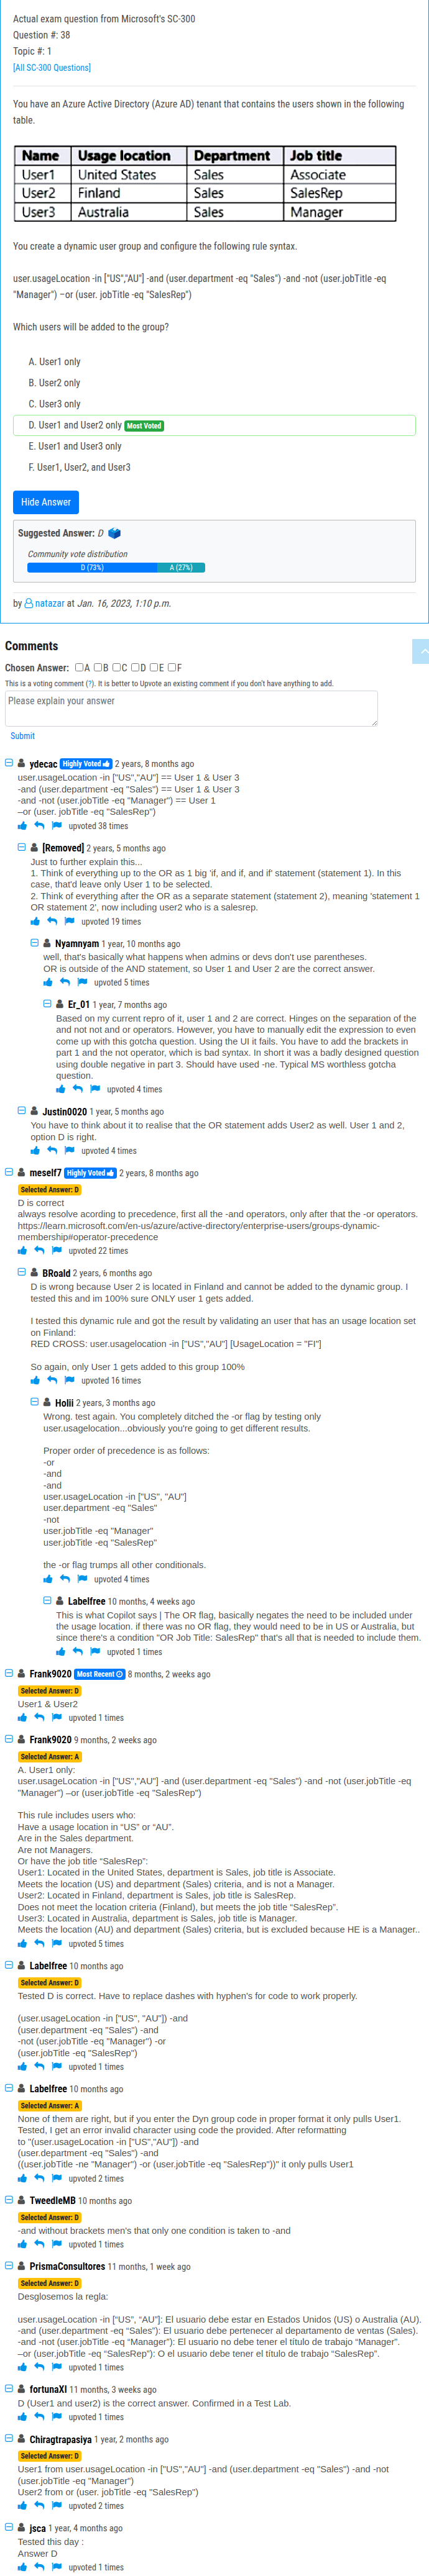 Actual exam question from Microsoft's SC-300
Question #: 38
Topic #: 1
[All SC-300 Questions]
You have an Azure Active Directory (Azure AD) tenant that contains the users shown in the following
table.
Name Usage location Department Job title
User1 United States Sales Associate
User2 Finland Sales SalesRep
User3 Australia Sales Manager
You create a dynamic user group and configure the following rule syntax.
user.usageLocation -in ["US","AU"] -and (user.department -eq "Sales") -and -not (user.jobTitle -eq
"Manager") –or (user. jobTitle -eq "SalesRep")
Which users will be added to the group?
A. User1 only
B. User2 only
C. User3 only
D. User1 and User2 only Most Voted
E. User1 and User3 only
F. User1, User2, and User3
Hide Answer
Suggested Answer: D
Community vote distribution
D (73%) A (27%)
by natazar at Jan. 16, 2023, 1:10 p.m.
Comments
Chosen Answer: A B C D E F
This is a voting comment (?). It is better to Upvote an existing comment if you don't have anything to add.
Please explain your answer
Submit
ydecac Highly Voted 2 years, 8 months ago
user.usageLocation -in ["US","AU"] == User 1 & User 3
-and (user.department -eq "Sales") == User 1 & User 3
-and -not (user.jobTitle -eq "Manager") == User 1
–or (user. jobTitle -eq "SalesRep")
upvoted 38 times
[Removed] 2 years, 5 months ago
Just to further explain this...
1. Think of everything up to the OR as 1 big 'if, and if, and if' statement (statement 1). In this
case, that'd leave only User 1 to be selected.
2. Think of everything after the OR as a separate statement (statement 2), meaning 'statement 1
OR statement 2', now including user2 who is a salesrep.
upvoted 19 times
Nyamnyam 1 year, 10 months ago
well, that's basically what happens when admins or devs don't use parentheses.
OR is outside of the AND statement, so User 1 and User 2 are the correct answer.
upvoted 5 times
Er_01 1 year, 7 months ago
Based on my current repro of it, user 1 and 2 are correct. Hinges on the separation of the
and not not and or operators. However, you have to manually edit the expression to even
come up with this gotcha question. Using the UI it fails. You have to add the brackets in
part 1 and the not operator, which is bad syntax. In short it was a badly designed question
using double negative in part 3. Should have used -ne. Typical MS worthless gotcha
question.
upvoted 4 times
Justin0020 1 year, 5 months ago
You have to think about it to realise that the OR statement adds User2 as well. User 1 and 2,
option D is right.
upvoted 4 times
meself7 Highly Voted 2 years, 8 months ago
Selected Answer: D
D is correct
always resolve acording to precedence, first all the -and operators, only after that the -or operators.
https://learn.microsoft.com/en-us/azure/active-directory/enterprise-users/groups-dynamic-
membership#operator-precedence
upvoted 22 times
BRoald 2 years, 6 months ago
D is wrong because User 2 is located in Finland and cannot be added to the dynamic group. I
tested this and im 100% sure ONLY user 1 gets added.
I tested this dynamic rule and got the result by validating an user that has an usage location set
on Finland:
RED CROSS: user.usagelocation -in ["US","AU"] [UsageLocation = "FI"]
So again, only User 1 gets added to this group 100%
upvoted 16 times
Holii 2 years, 3 months ago
Wrong. test again. You completely ditched the -or flag by testing only
user.usagelocation...obviously you're going to get different results.
Proper order of precedence is as follows:
-or
-and
-and
user.usageLocation -in ["US", "AU"]
user.department -eq "Sales"
-not
user.jobTitle -eq "Manager"
user.jobTitle -eq "SalesRep"
the -or flag trumps all other conditionals.
upvoted 4 times
Labelfree 10 months, 4 weeks ago
This is what Copilot says | The OR flag, basically negates the need to be included under
the usage location. if there was no OR flag, they would need to be in US or Australia, but
since there's a condition "OR Job Title: SalesRep" that's all that is needed to include them.
upvoted 1 times
Frank9020 Most Recent 8 months, 2 weeks ago
Selected Answer: D
User1 & User2
upvoted 1 times
Frank9020 9 months, 2 weeks ago
Selected Answer: A
A. User1 only:
user.usageLocation -in ["US","AU"] -and (user.department -eq "Sales") -and -not (user.jobTitle -eq
"Manager") –or (user.jobTitle -eq "SalesRep")
This rule includes users who:
Have a usage location in “US” or “AU”.
Are in the Sales department.
Are not Managers.
Or have the job title “SalesRep”:
User1: Located in the United States, department is Sales, job title is Associate.
Meets the location (US) and department (Sales) criteria, and is not a Manager.
User2: Located in Finland, department is Sales, job title is SalesRep.
Does not meet the location criteria (Finland), but meets the job title “SalesRep”.
User3: Located in Australia, department is Sales, job title is Manager.
Meets the location (AU) and department (Sales) criteria, but is excluded because HE is a Manager..
upvoted 5 times
Labelfree 10 months ago
Selected Answer: D
Tested D is correct. Have to replace dashes with hyphen's for code to work properly.
(user.usageLocation -in ["US", "AU"]) -and
(user.department -eq "Sales") -and
-not (user.jobTitle -eq "Manager") -or
(user.jobTitle -eq "SalesRep")
upvoted 1 times
Labelfree 10 months ago
Selected Answer: A
None of them are right, but if you enter the Dyn group code in proper format it only pulls User1.
Tested, I get an error invalid character using code the provided. After reformatting
to "(user.usageLocation -in ["US","AU"]) -and
(user.department -eq "Sales") -and
((user.jobTitle -ne "Manager") -or (user.jobTitle -eq "SalesRep"))" it only pulls User1
upvoted 2 times
TweedleMB 10 months ago
Selected Answer: D
-and without brackets men's that only one condition is taken to -and
upvoted 1 times
PrismaConsultores 11 months, 1 week ago
Selected Answer: D
Desglosemos la regla:
user.usageLocation -in [“US”, “AU”]: El usuario debe estar en Estados Unidos (US) o Australia (AU).
-and (user.department -eq “Sales”): El usuario debe pertenecer al departamento de ventas (Sales).
-and -not (user.jobTitle -eq “Manager”): El usuario no debe tener el título de trabajo “Manager”.
–or (user.jobTitle -eq “SalesRep”): O el usuario debe tener el título de trabajo “SalesRep”.
upvoted 1 times
fortunaXI 11 months, 3 weeks ago
D (User1 and user2) is the correct answer. Confirmed in a Test Lab.
upvoted 1 times
Chiragtrapasiya 1 year, 2 months ago
Selected Answer: D
User1 from user.usageLocation -in ["US","AU"] -and (user.department -eq "Sales") -and -not
(user.jobTitle -eq "Manager")
User2 from or (user. jobTitle -eq "SalesRep")
upvoted 2 times
jsca 1 year, 4 months ago
Tested this day :
Answer D
upvoted 1 times